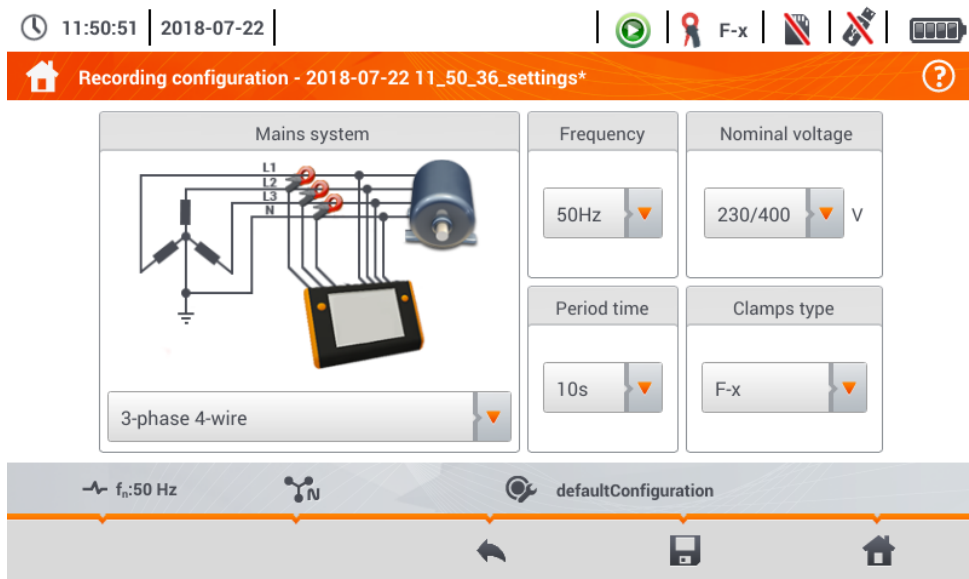 11:50:51 2018-07-22 F-x
Recording configuration - 2018-07-22 11_50_36_settings* ?
Mains system
L1
L2
L3
N
3-phase 4-wire
Frequency
50Hz
Nominal voltage
230/400 V
Period time
10s
Clamps type
F-x
fn:50 Hz N defaultConfiguration